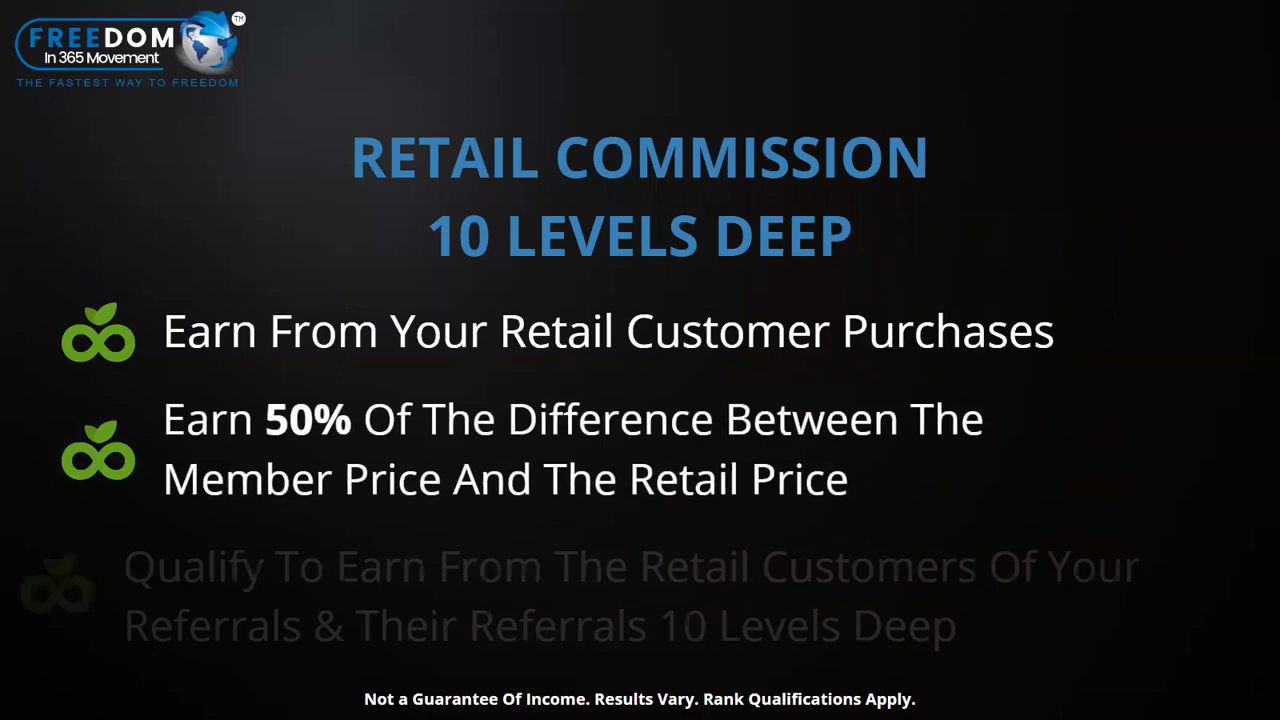 FREEDOM
TM
In 365 Movement
THE FASTEST WAY TO FREEDOM
RETAIL COMMISSION
10 LEVELS DEEP
Earn From Your Retail Customer Purchases
Earn 50% Of The Difference Between The
Member Price And The Retail Price
Qualify To Earn From The Retail Customers Of Your
Referrals & Their Referrals 10 Levels Deep
Not a Guarantee Of Income. Results Vary. Rank Qualifications Apply.